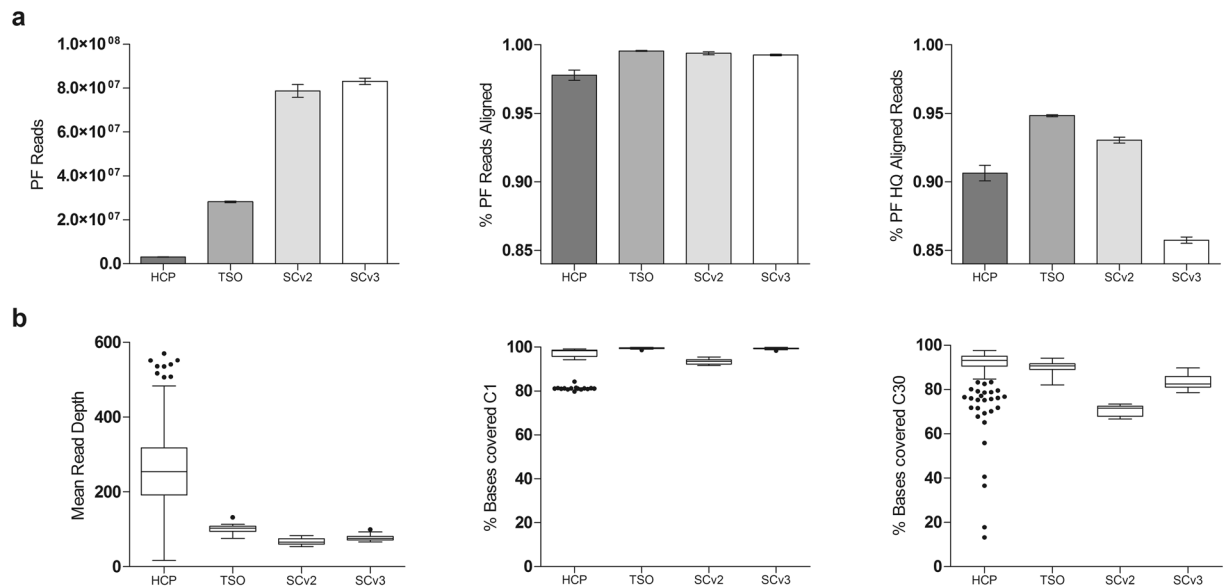 a
PF Reads
1.0×10⁰⁸
8.0×10⁰⁷
6.0×10⁰⁷
4.0×10⁰⁷
2.0×10⁰⁷
0.0
HCP TSO SCv2 SCv3
% PF Reads Aligned
1.00
0.95
0.90
0.85
HCP TSO SCv2 SCv3
% PF HQ Aligned Reads
1.00
0.95
0.90
0.85
HCP TSO SCv2 SCv3
b
Mean Read Depth
600
400
200
0
HCP TSO SCv2 SCv3
% Bases covered C1
100
80
60
40
20
0
HCP TSO SCv2 SCv3
% Bases covered C30
100
80
60
40
20
0
HCP TSO SCv2 SCv3